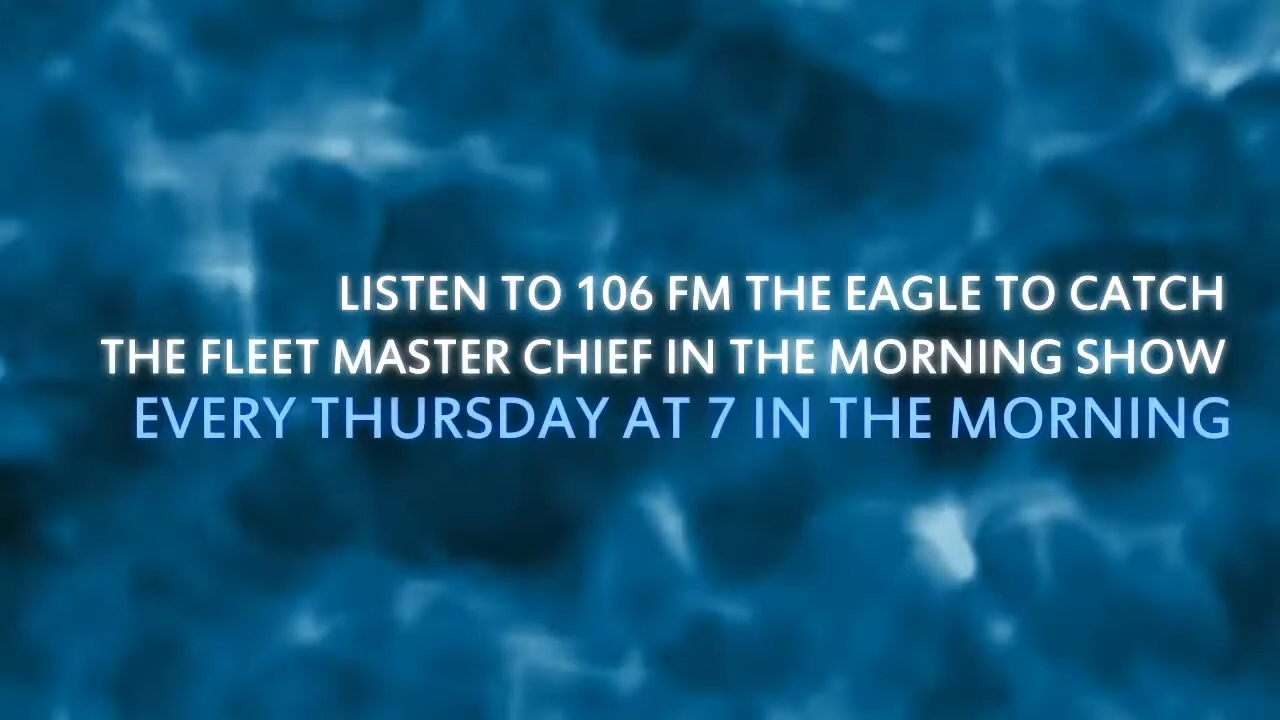 LISTEN TO 106 FM THE EAGLE TO CATCH
THE FLEET MASTER CHIEF IN THE MORNING SHOW
EVERY THURSDAY AT 7 IN THE MORNING